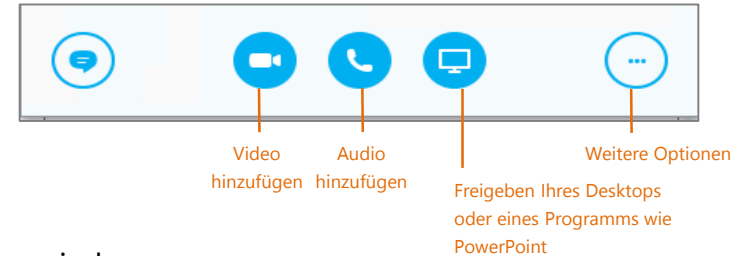 Video
hinzufügen
Audio
hinzufügen
Freigeben Ihres Desktops
oder eines Programms wie
PowerPoint
Weitere Optionen